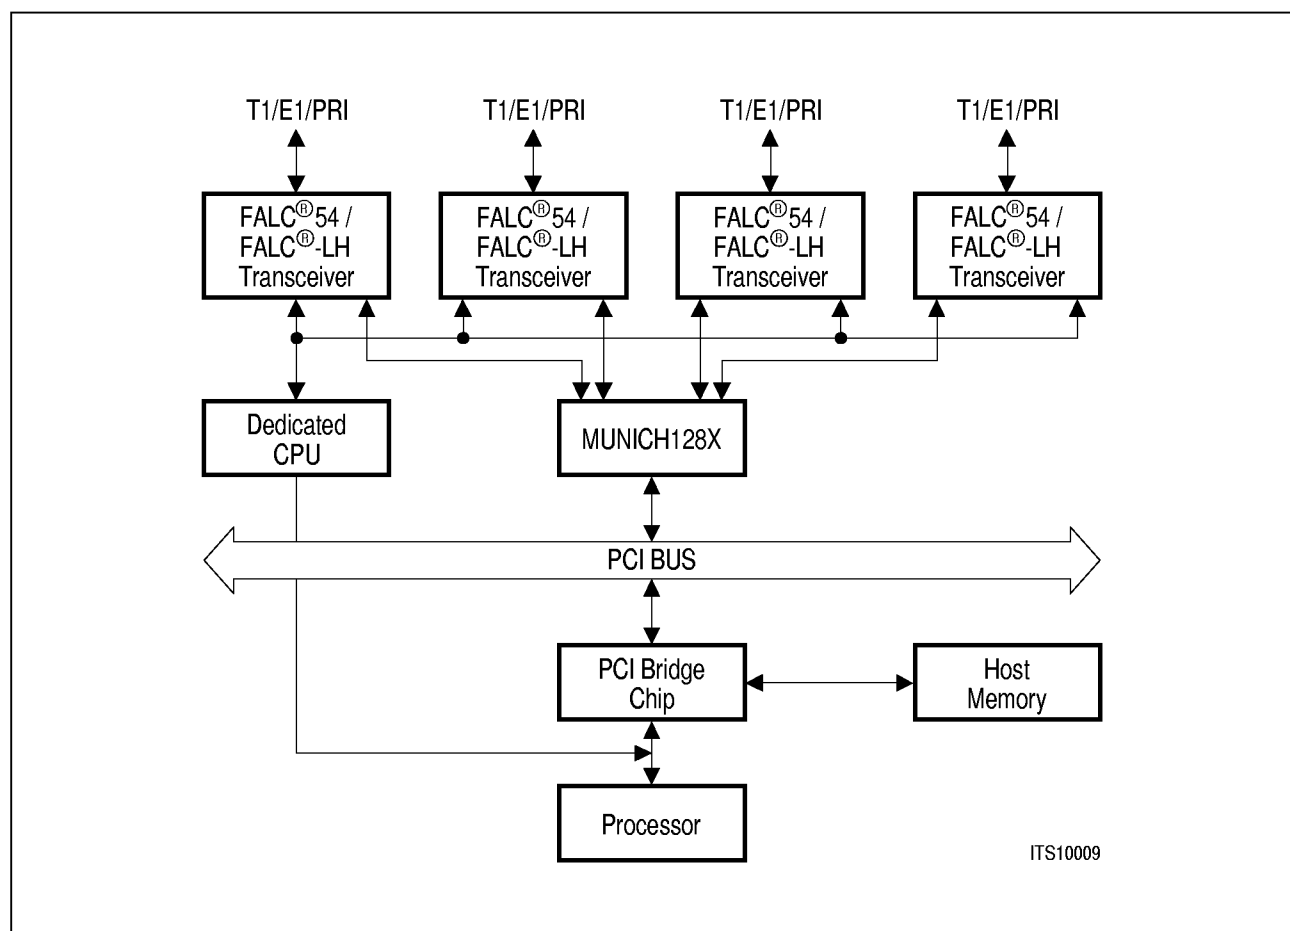 T1/E1/PRI T1/E1/PRI T1/E1/PRI T1/E1/PRI
FALC®54 / FALC®54 / FALC®54 / FALC®54 /
FALC®-LH FALC®-LH FALC®-LH FALC®-LH
Transceiver Transceiver Transceiver Transceiver
Dedicated
CPU
MUNICH128X
PCI BUS
PCI Bridge
Chip
Host
Memory
Processor
ITS10009